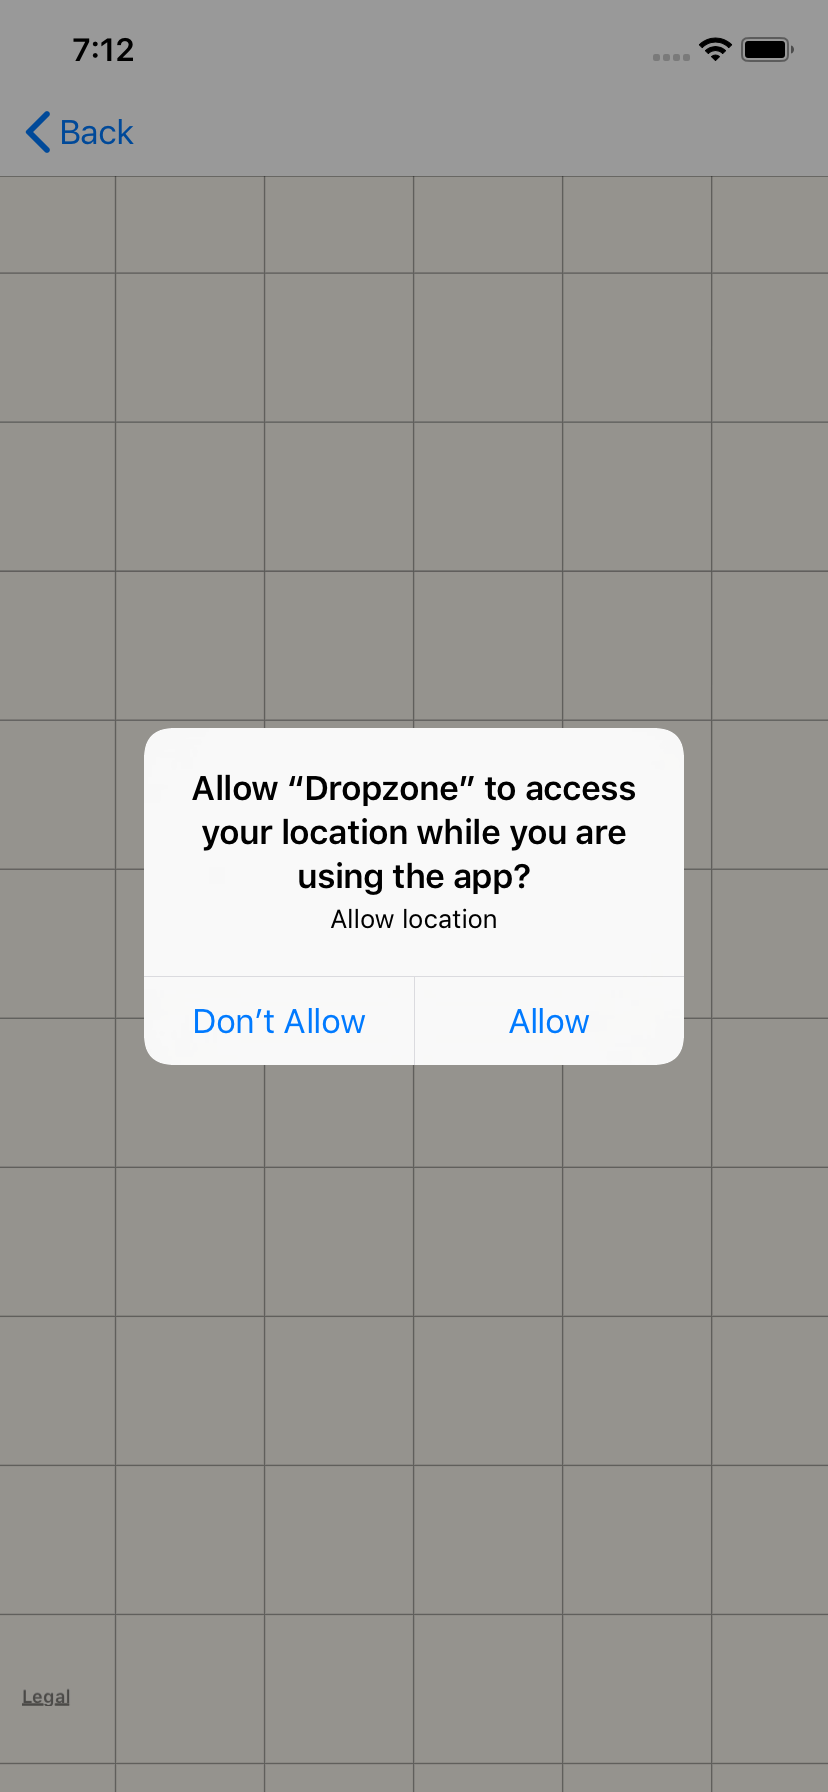 7:12
Back
Allow “Dropzone” to access
your location while you are
using the app?
Allow location
Don’t Allow
Allow
Legal